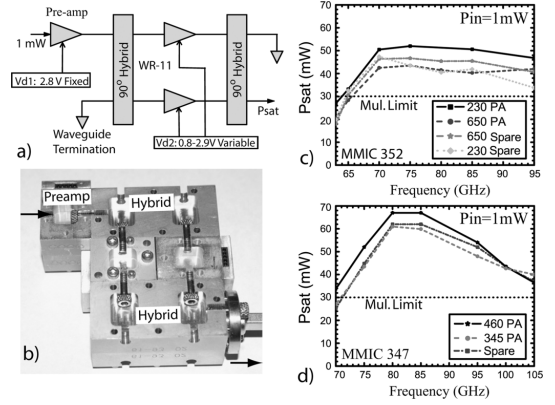 Pre-amp
1 mW
Vd1: 2.8 V Fixed
90° Hybrid
WR-11
90° Hybrid
Psat
Waveguide
Termination
Vd2: 0.8-2.9V Variable
a)
Preamp
Hybrid
Hybrid
b)
Pin=1mW
Psat (mW)
60
50
40
30
20
10
0
Mul. Limit
230 PA
650 PA
650 Spare
230 Spare
c)
MMIC 352
65 70 75 80 85 90 95
Frequency (GHz)
Pin=1mW
Psat (mW)
70
60
50
40
30
20
10
0
Mul. Limit
460 PA
345 PA
Spare
d)
MMIC 347
70 75 80 85 90 95 100 105
Frequency (GHz)